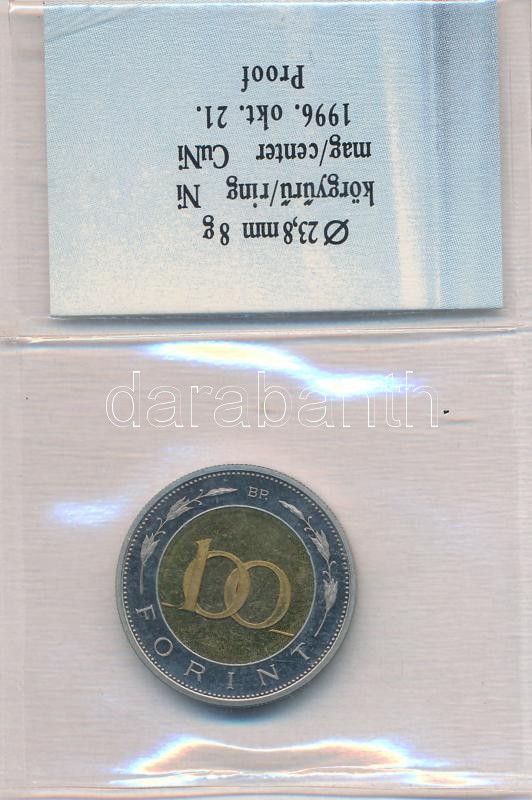 Ø 23,8 mm 8 g
körgyűrű/ring Ni
mag/center CuNi
1996. okt. 21.
Proof
darabanth
BP.
100
FORINT